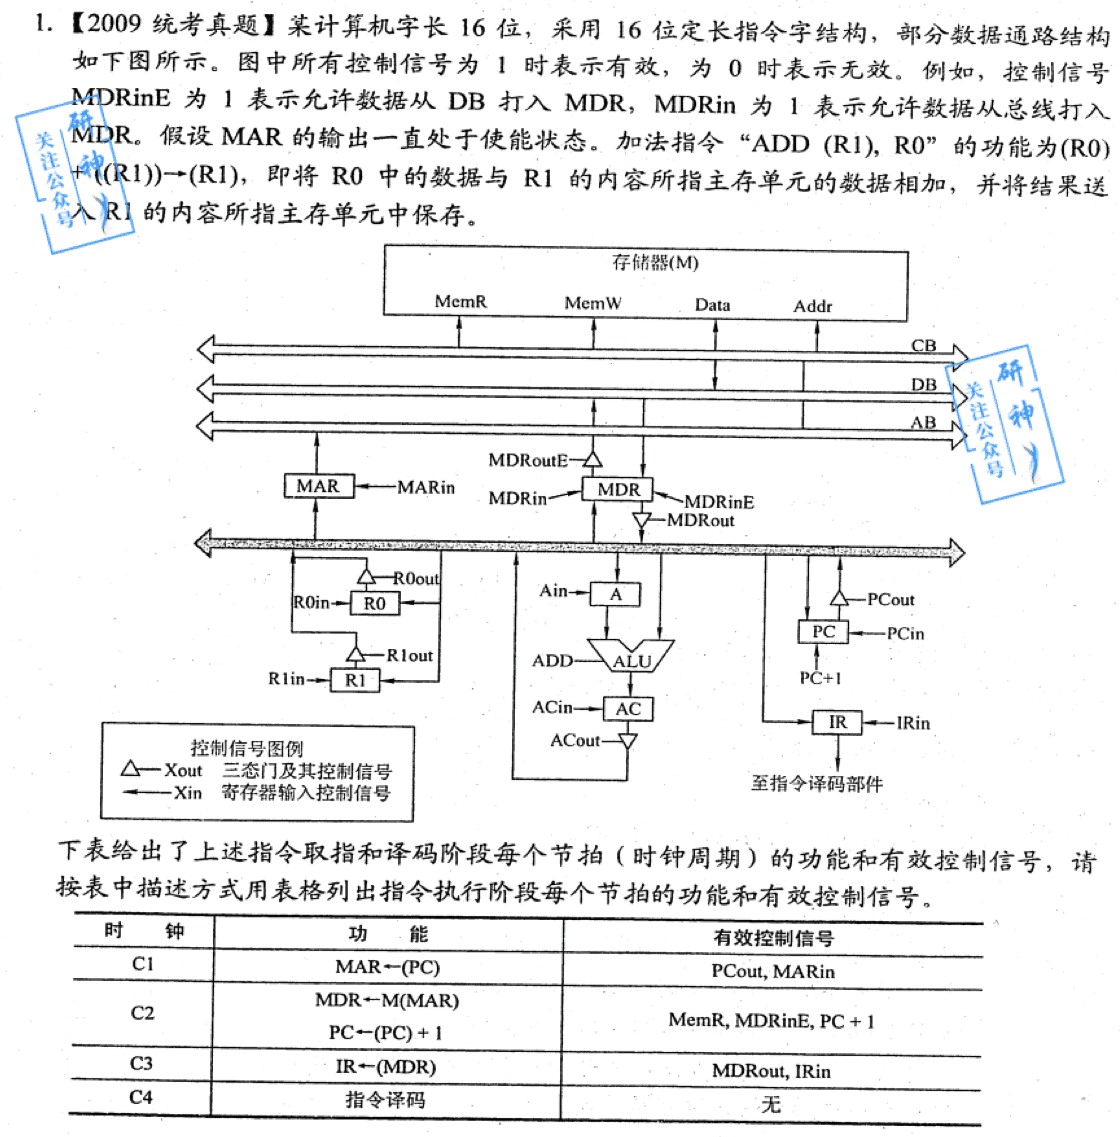 1.【2009 统考真题】某计算机字长 16 位，采用 16 位定长指令字结构，部分数据通路结构
如下图所示。图中所有控制信号为 1 时表示有效，为 0 时表示无效。例如，控制信号
MDRinE 为 1 表示允许数据从 DB 打入 MDR，MDRin 为 1 表示允许数据从总线打入
MDR。假设 MAR 的输出一直处于使能状态。加法指令“ADD (R1), R0”的功能为(R0)
+ ((R1))→(R1)，即将 R0 中的数据与 R1 的内容所指主存单元的数据相加，并将结果送
入 R1 的内容所指主存单元中保存。
研神
关注公众号
存储器(M)
MemR MemW Data Addr
CB
DB
AB
研神
关注公众号
MDRoutE
MAR
MARin
MDRin
MDR
MDRinE
MDRout
R0out
R0in
R0
R1out
R1in
R1
Ain
A
ADD
ALU
ACin
AC
ACout
PCout
PC
PCin
PC+1
IR
IRin
至指令译码部件
控制信号图例
Xout 三态门及其控制信号
Xin 寄存器输入控制信号
下表给出了上述指令取指和译码阶段每个节拍（时钟周期）的功能和有效控制信号，请
按表中描述方式用表格列出指令执行阶段每个节拍的功能和有效控制信号。
时 钟 功 能 有效控制信号
C1 MAR←(PC) PCout, MARin
C2 MDR←M(MAR)
PC←(PC) + 1 MemR, MDRinE, PC + 1
C3 IR←(MDR) MDRout, IRin
C4 指令译码 无